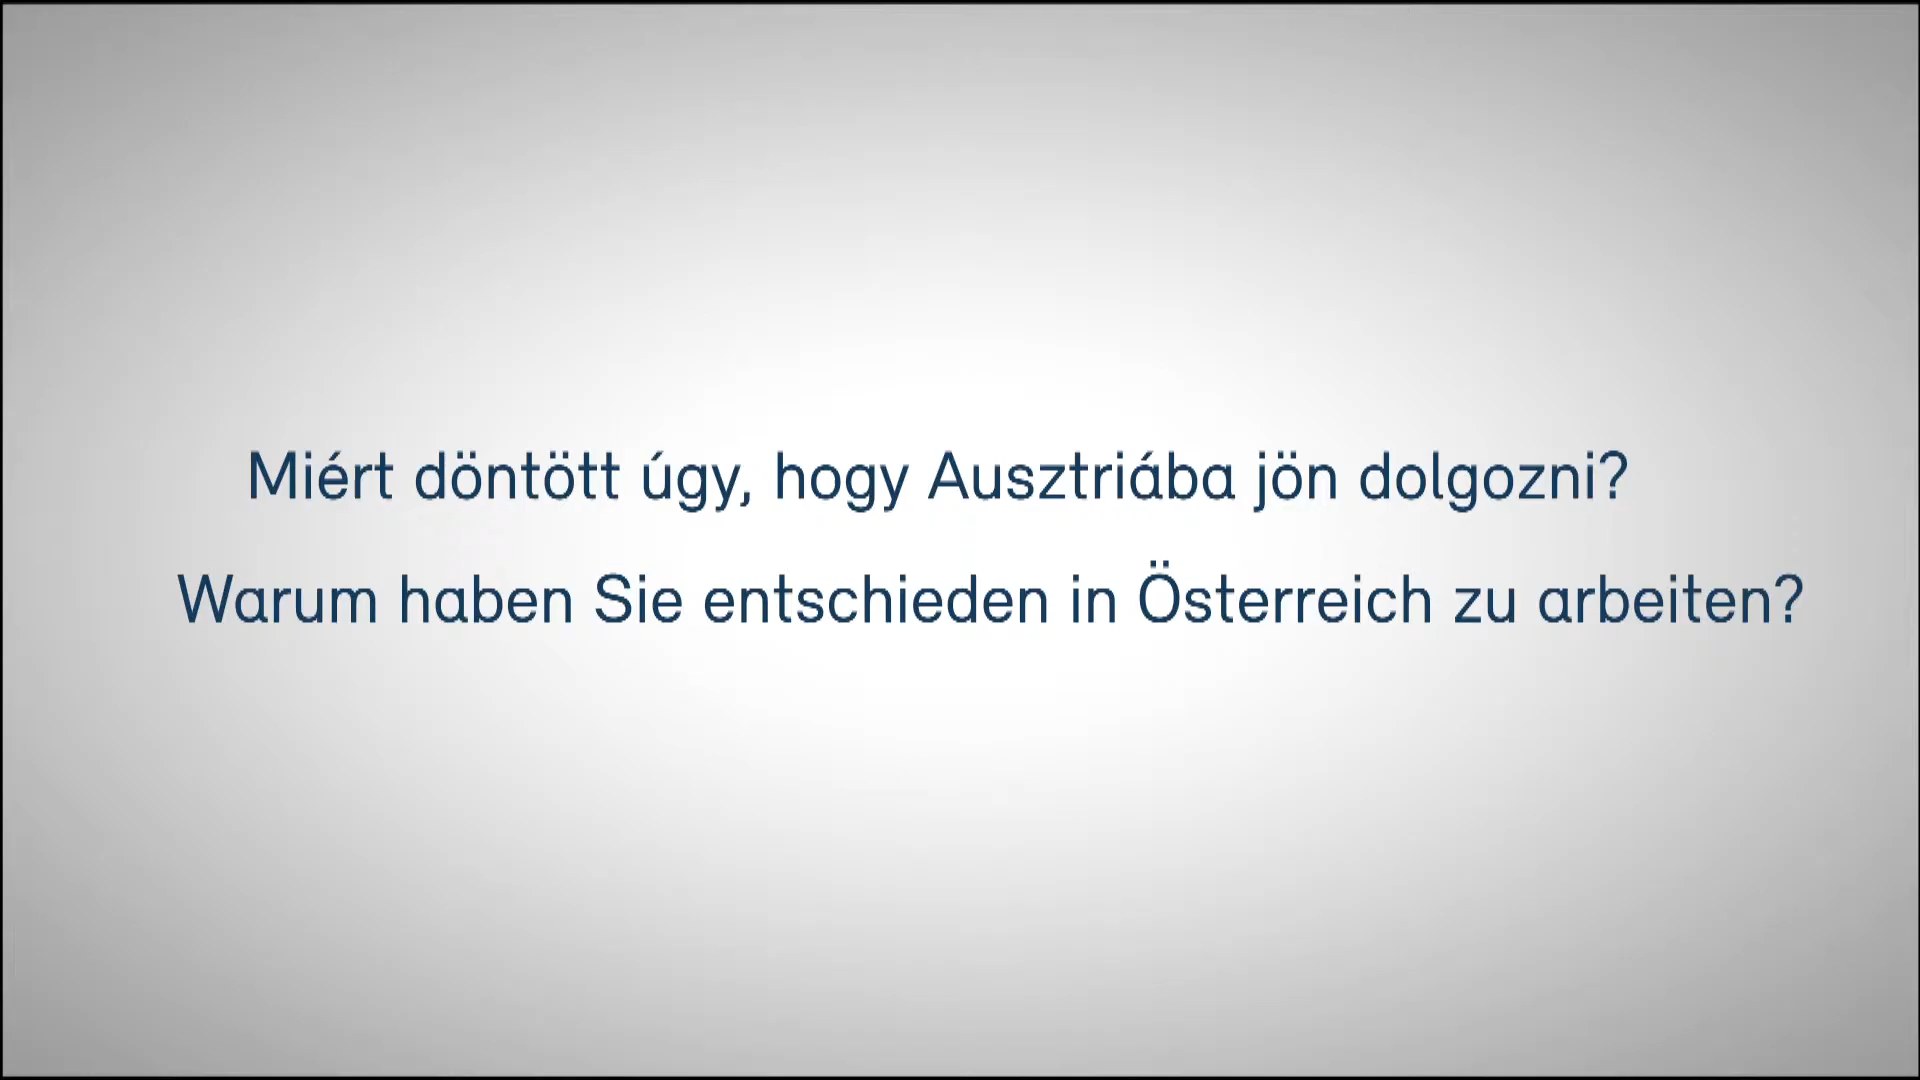 Miért döntött úgy, hogy Ausztriába jön dolgozni?
Warum haben Sie entschieden in Österreich zu arbeiten?